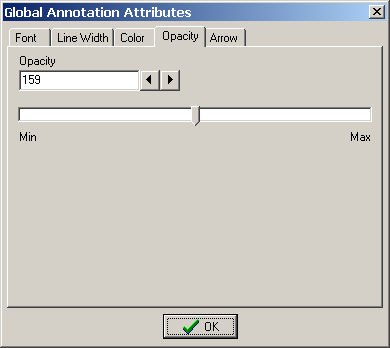 Global Annotation Attributes
Font Line Width Color Opacity Arrow
Opacity
159
Min Max
OK